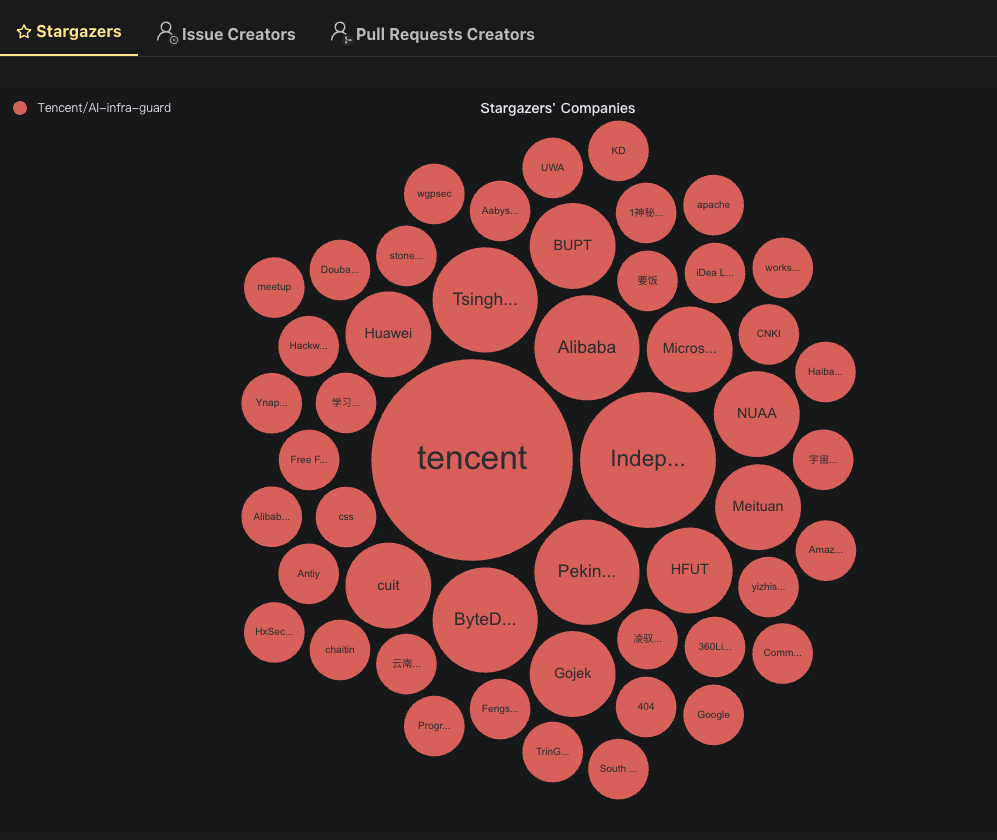 Stargazers
Issue Creators
Pull Requests Creators
Tencent/AI-infra-guard
Stargazers' Companies
KD
UWA
wgpsec
Aabys...
1神秘...
apache
BUPT
stone...
Douba...
meetup
要饭
iDea L...
works...
Tsingh...
Huawei
Hackw...
Alibaba
Micros...
CNKI
Haiba...
Ynap...
学习...
NUAA
tencent
Indep...
Free F...
宇宙...
Alibab...
css
Meituan
Amaz...
Antiy
cuit
Pekin...
HFUT
yizhis...
HxSec...
chaitin
云南...
ByteD...
凌驭...
360Li...
Comm...
Gojek
Progr...
Fengs...
404
Google
TrinG...
South ...